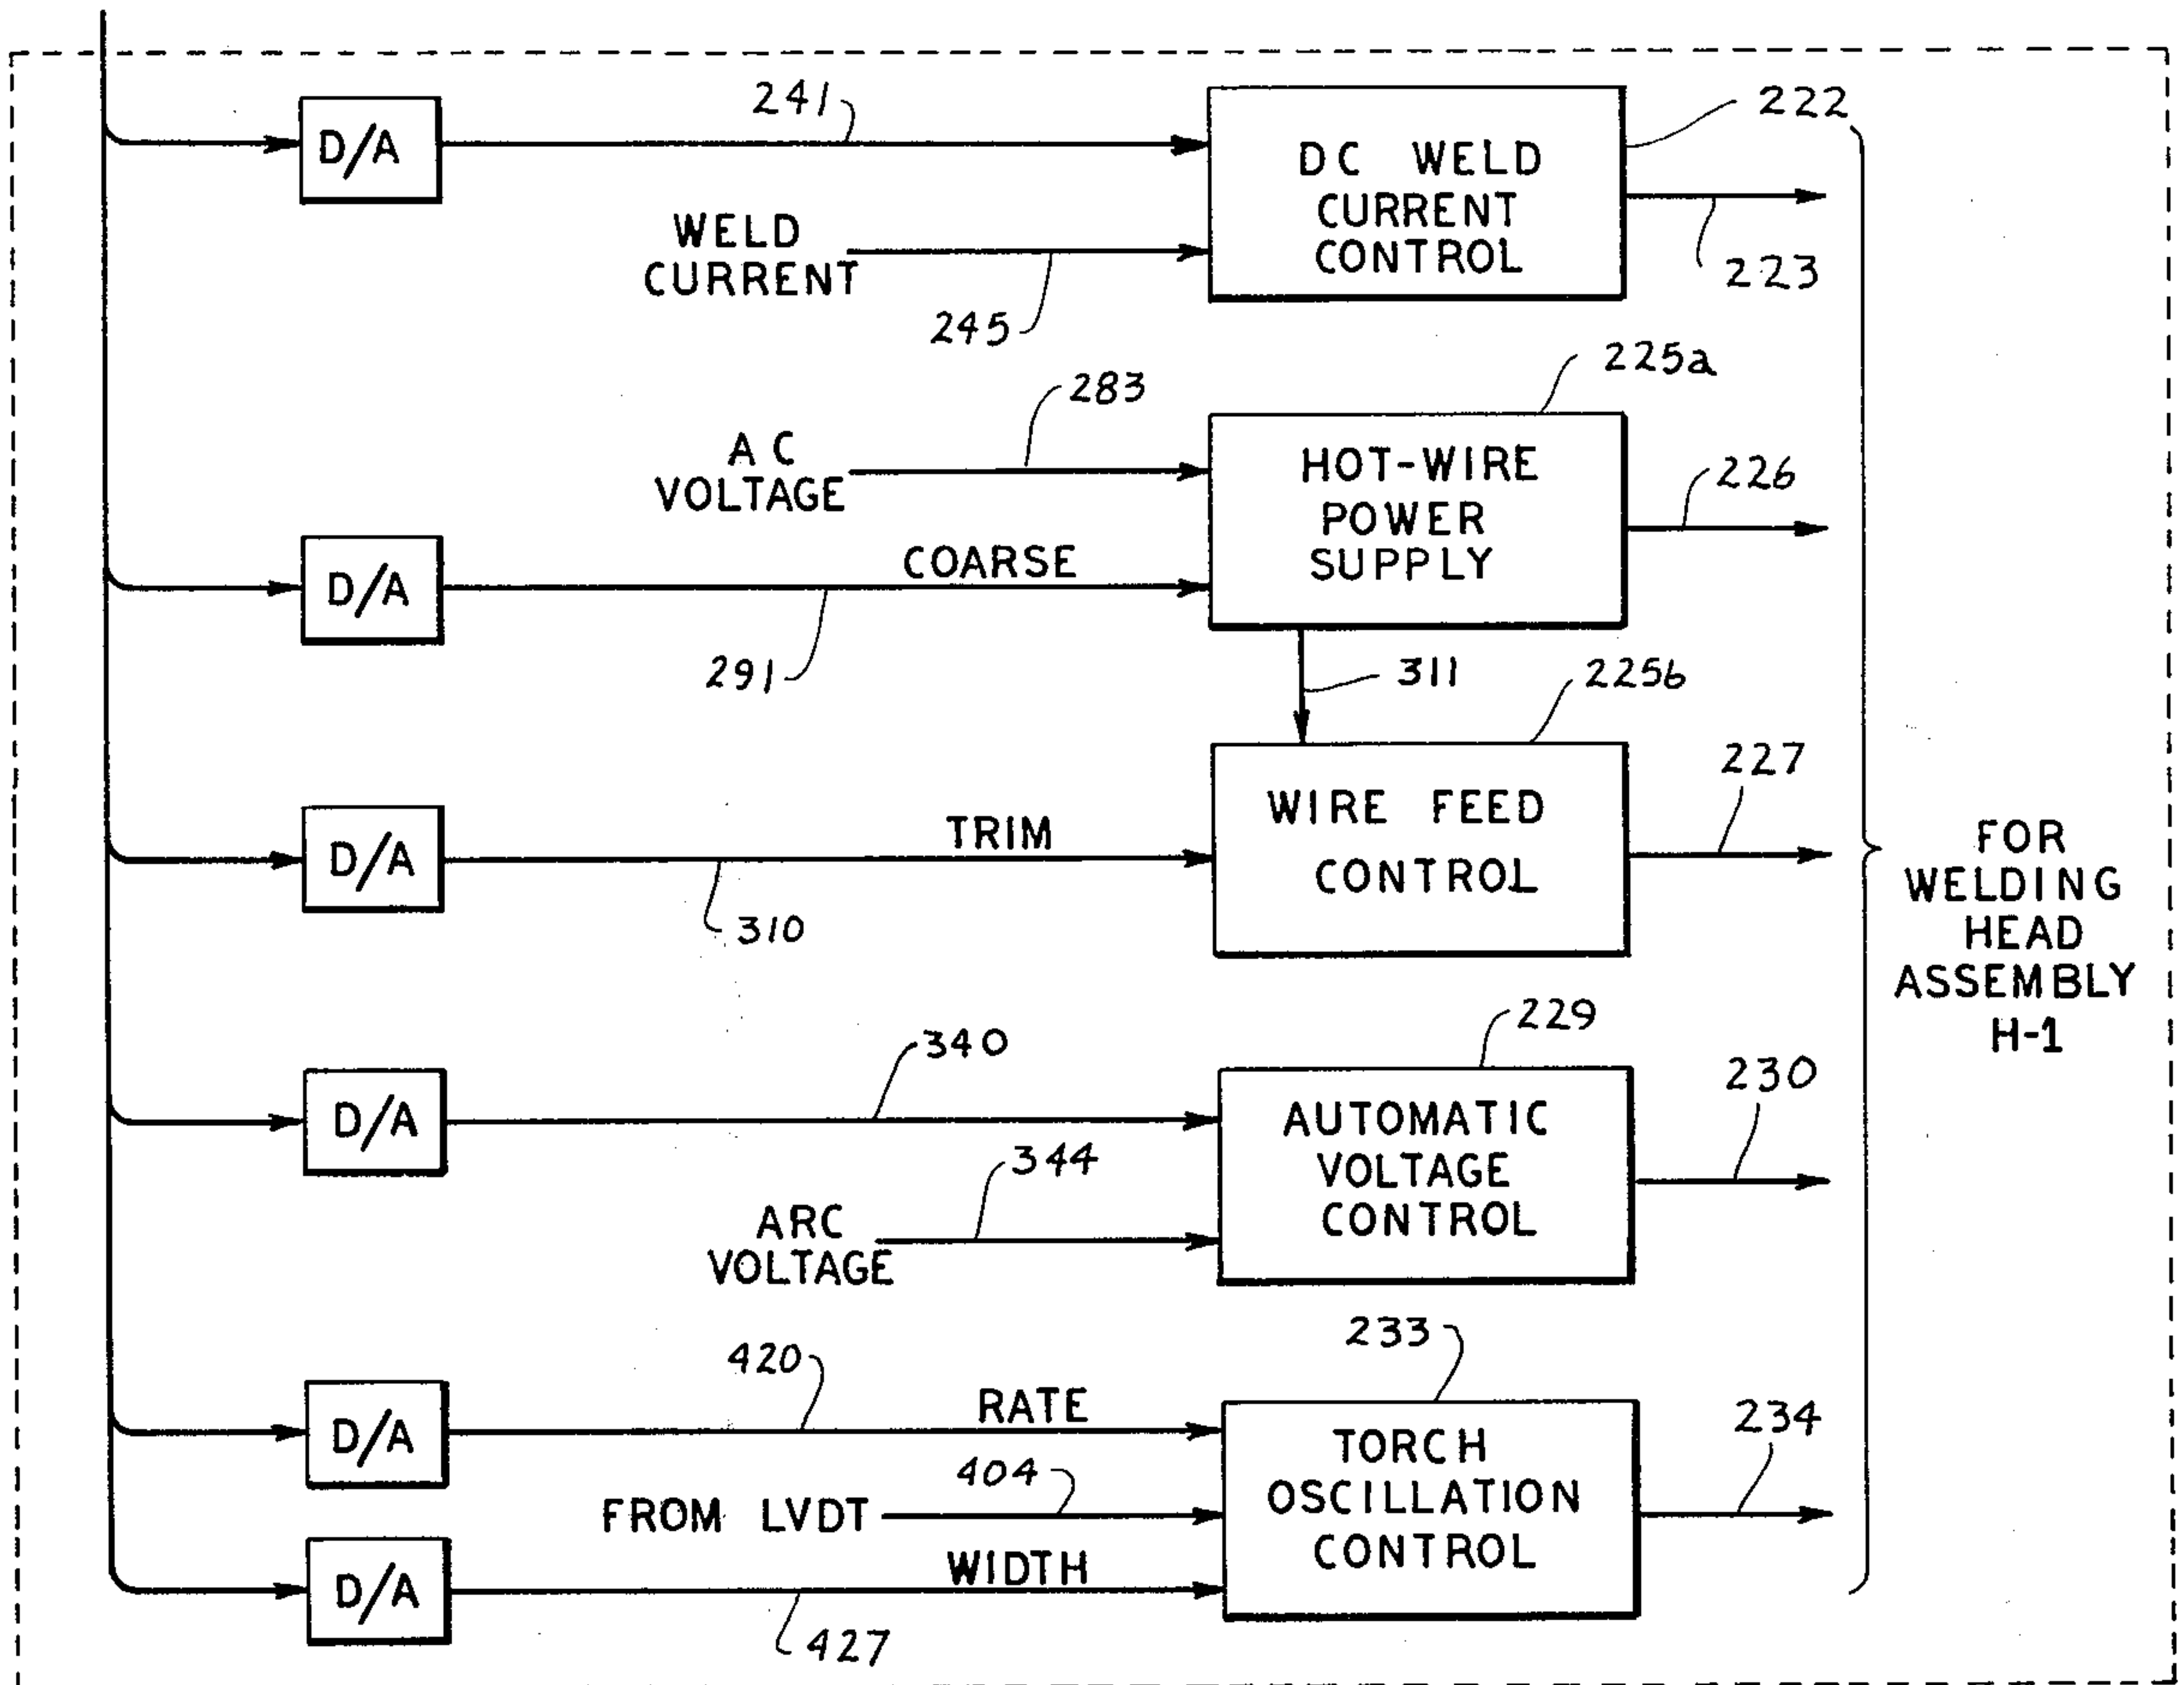 241
222
D/A
DC WELD
CURRENT
CONTROL
WELD
CURRENT
223
245
225a
283
AC
VOLTAGE
HOT-WIRE
POWER
SUPPLY
226
D/A
COARSE
291
311
225b
227
D/A
TRIM
WIRE FEED
CONTROL
310
FOR
WELDING
HEAD
ASSEMBLY
H-1
229
340
230
D/A
AUTOMATIC
VOLTAGE
CONTROL
344
ARC
VOLTAGE
233
420
RATE
234
D/A
TORCH
OSCILLATION
CONTROL
404
FROM LVDT
D/A
WIDTH
427